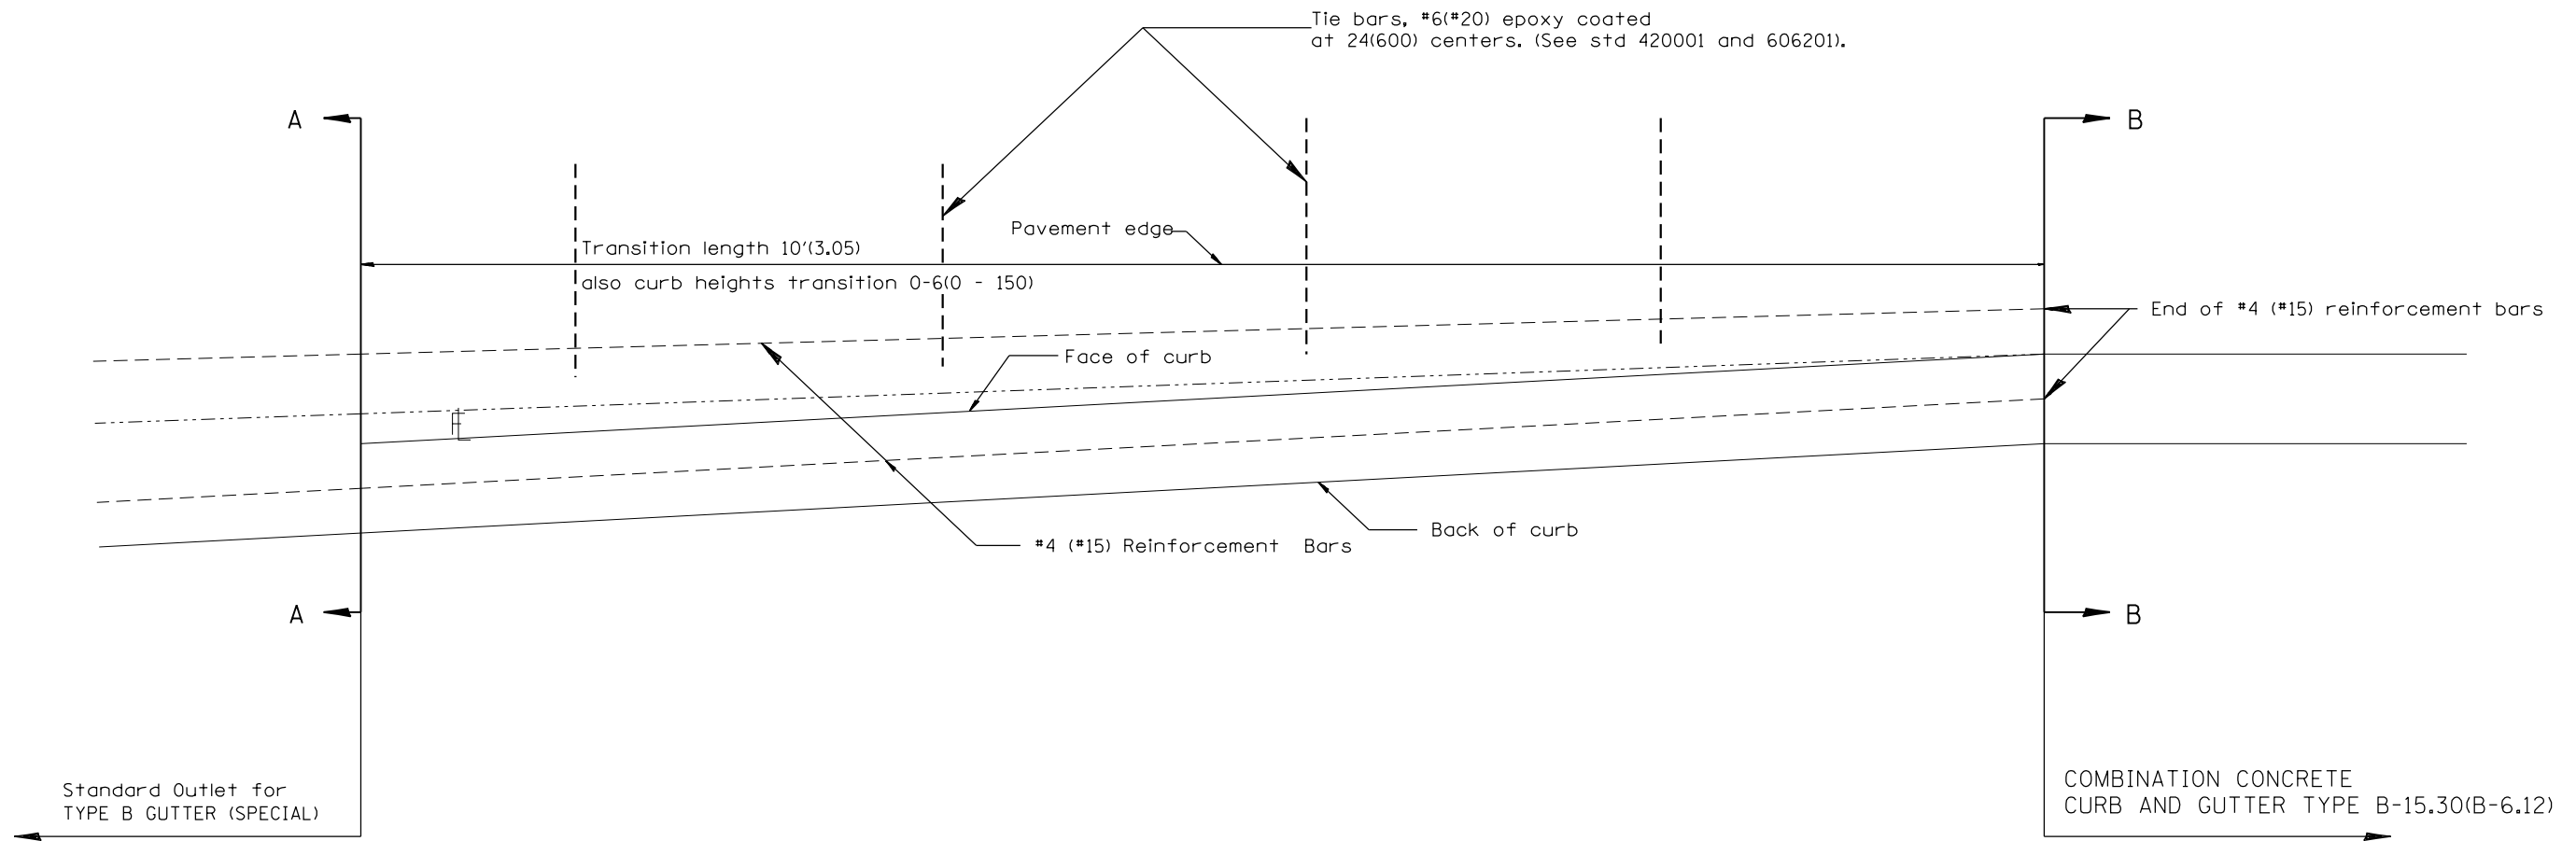 Tie bars, #6(#20) epoxy coated
at 24(600) centers. (See std 420001 and 606201).
A
B
Pavement edge
Transition length 10'(3.05)
also curb heights transition 0-6(0 - 150)
End of #4 (#15) reinforcement bars
Face of curb
Back of curb
#4 (#15) Reinforcement Bars
A
B
Standard Outlet for
TYPE B GUTTER (SPECIAL)
COMBINATION CONCRETE
CURB AND GUTTER TYPE B-15.30(B-6.12)